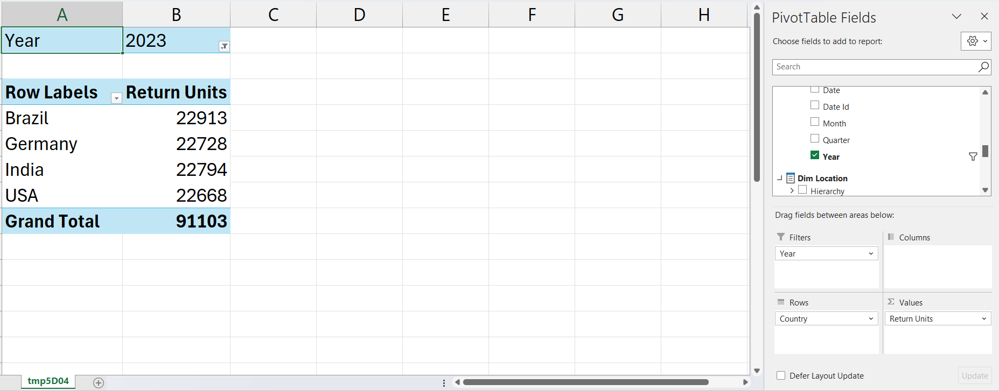 A B C D E F G H
Year 2023
Row Labels Return Units
Brazil 22913
Germany 22728
India 22794
USA 22668
Grand Total 91103
tmp5D04
PivotTable Fields
Choose fields to add to report:
Search
Date
Date Id
Month
Quarter
Year
Dim Location
Hierarchy
Drag fields between areas below:
Filters
Year
Columns
Rows
Country
Σ Values
Return Units
Defer Layout Update
Update